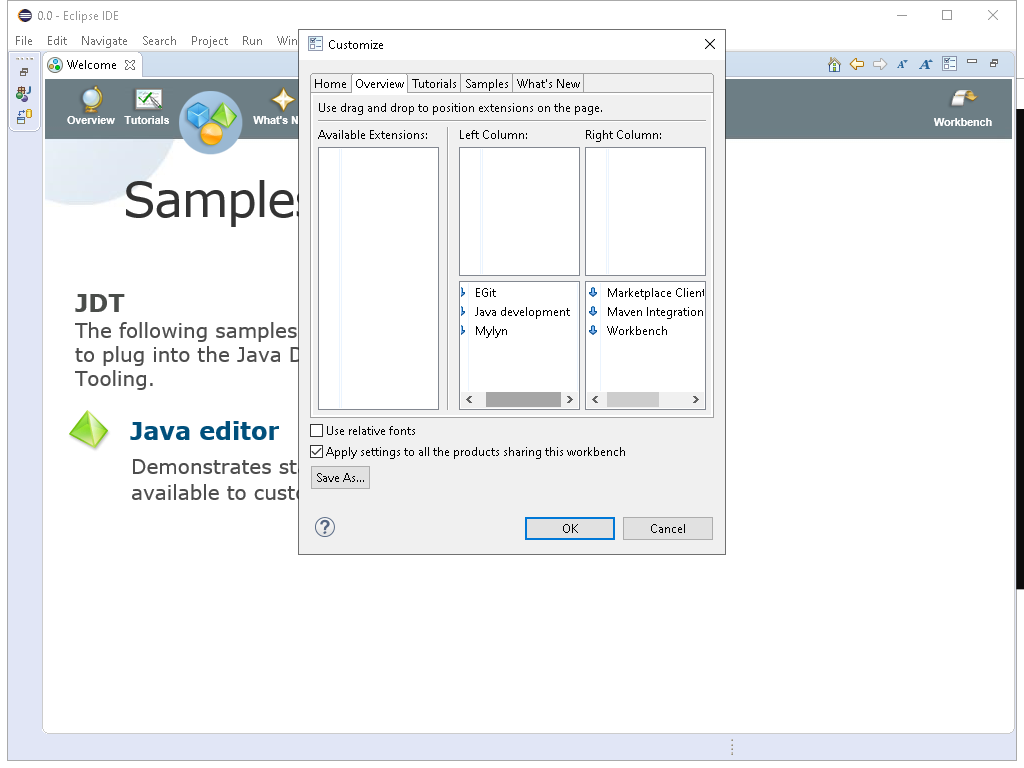 0.0 - Eclipse IDE
File Edit Navigate Search Project Run Win
Customize
Welcome
Home Overview Tutorials Samples What's New
Use drag and drop to position extensions on the page.
Overview Tutorials What's N Workbench
Available Extensions: Left Column: Right Column:
Samples
EGit
Java development
Mylyn
Marketplace Client
Maven Integration
Workbench
JDT
The following samples
to plug into the Java D
Tooling.
Use relative fonts
Java editor
Apply settings to all the products sharing this workbench
Demonstrates st
available to custo
Save As...
?
OK Cancel